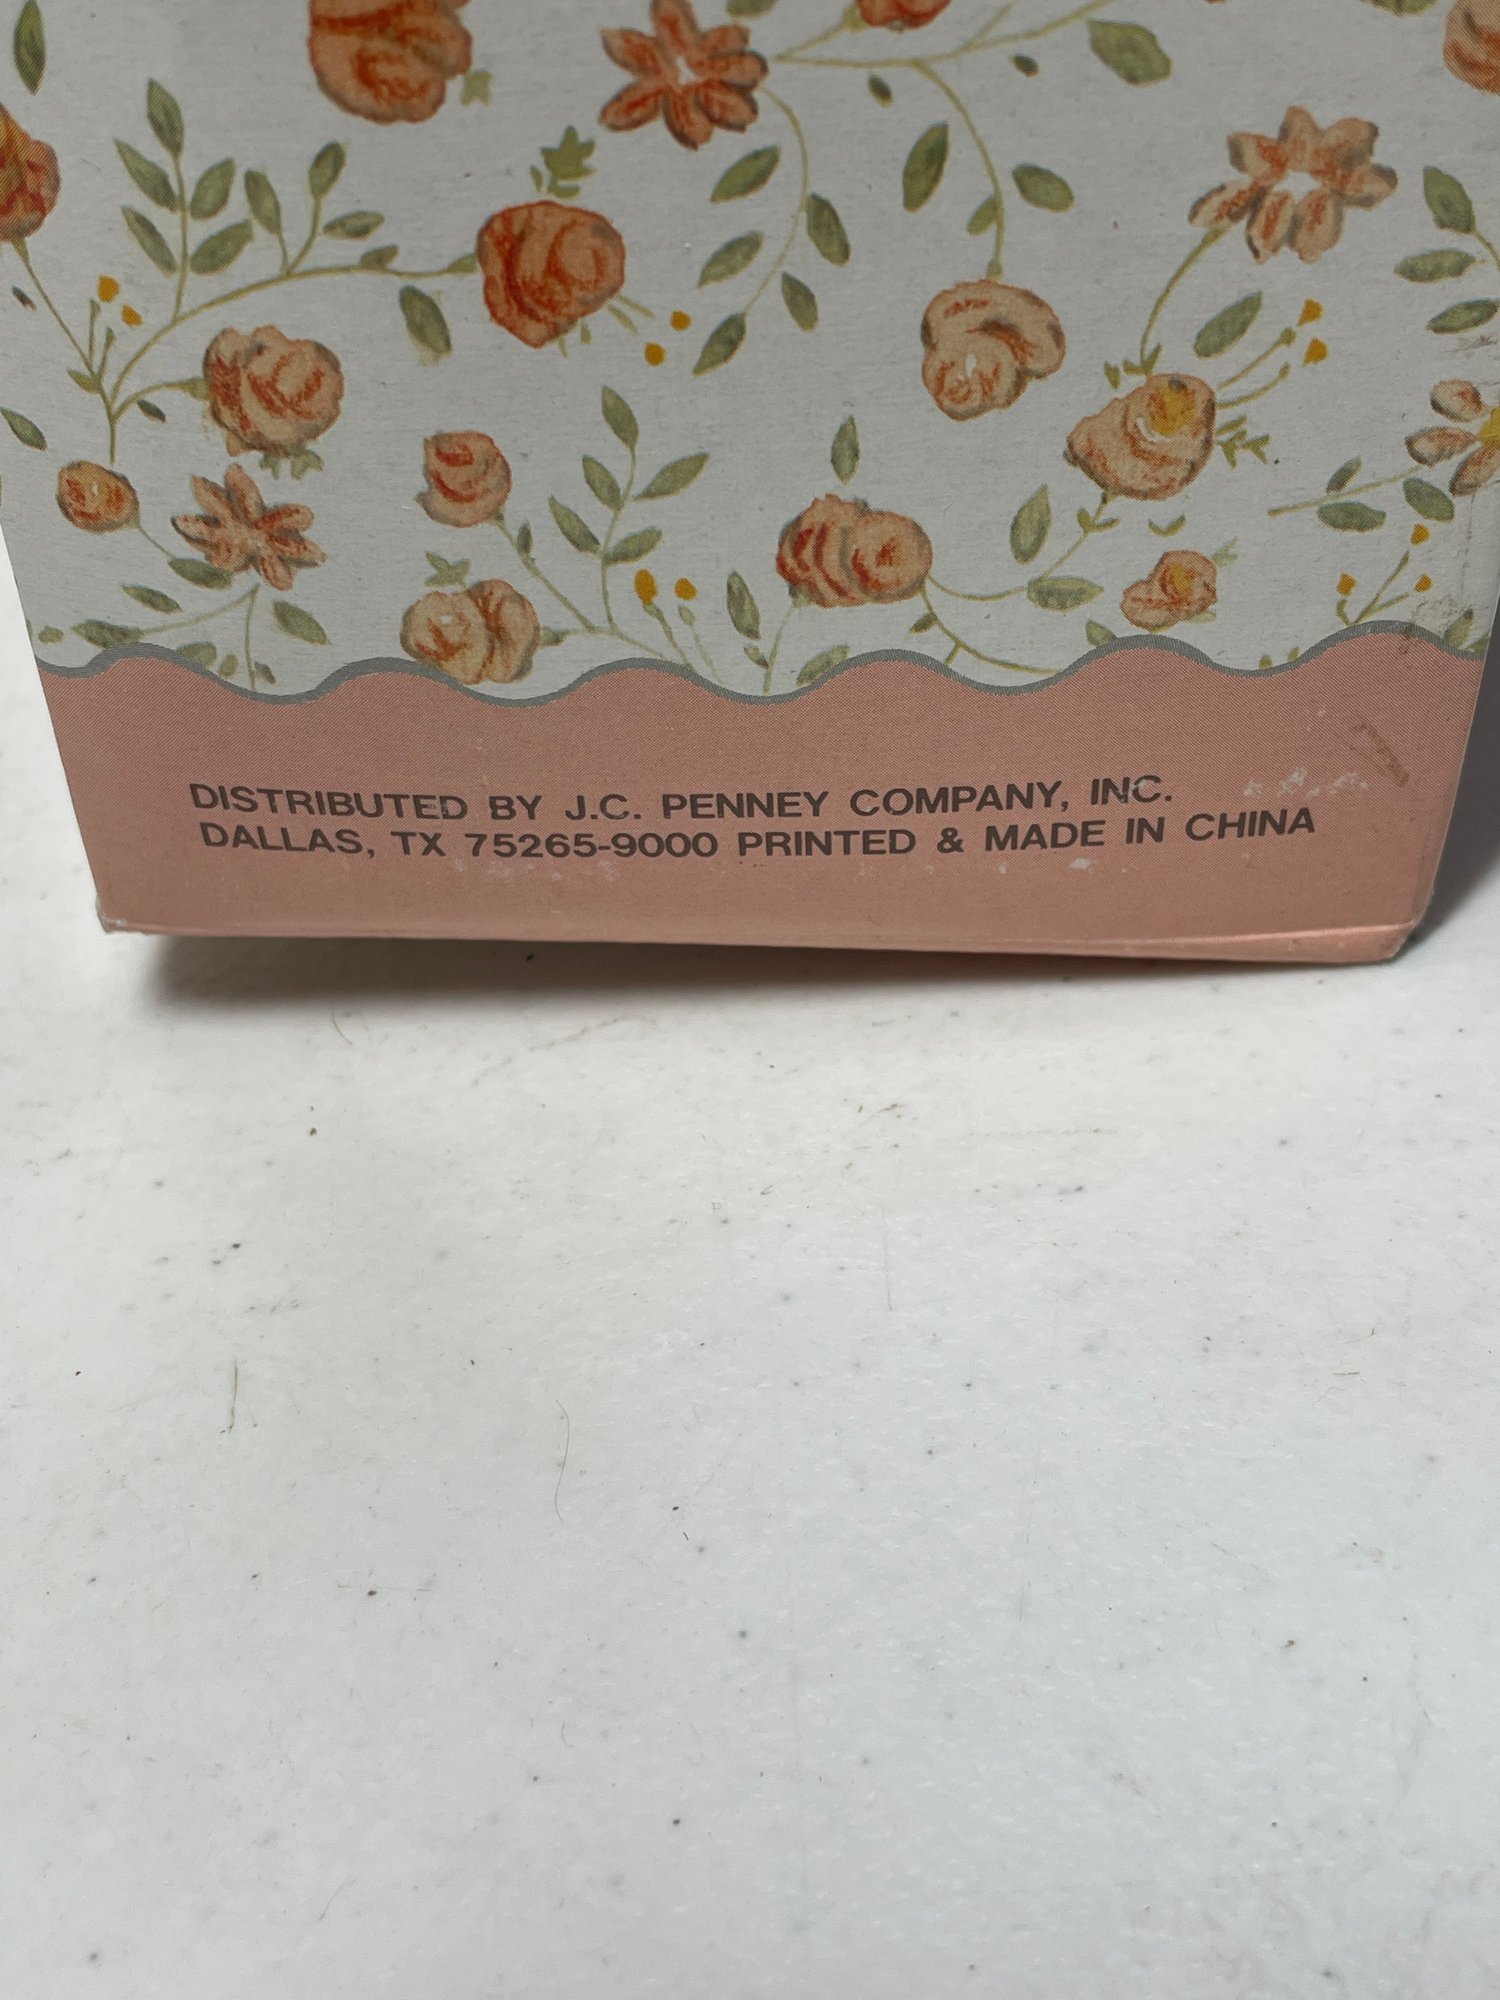 DISTRIBUTED BY J.C. PENNEY COMPANY, INC.
DALLAS, TX 75265-9000 PRINTED & MADE IN CHINA